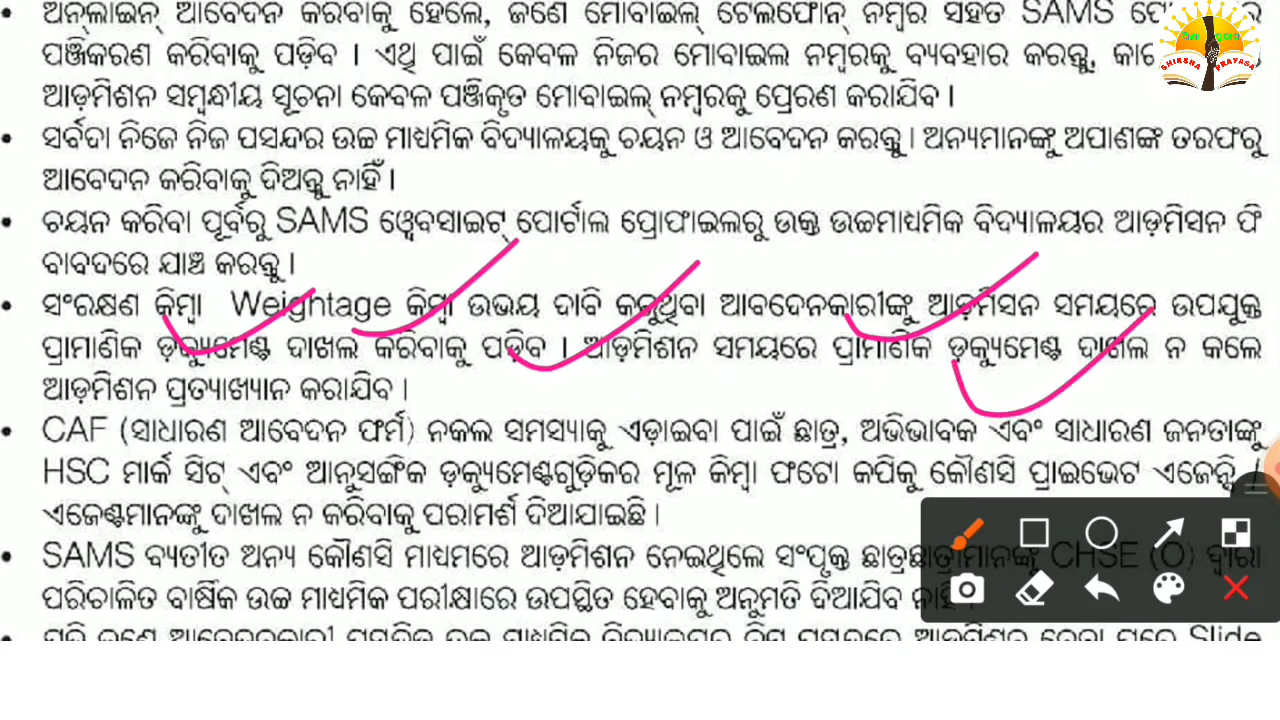 ଅନ୍‌ଲାଇନ୍ ଆବେଦନ କରିବାକୁ ହେଲେ, ଜଣେ ମୋବାଇଲ୍ ଟେଲିଫୋନ୍ ନମ୍ବର ସହିତ SAMS
ପଞ୍ଜିକରଣ କରିବାକୁ ପଡ଼ିବ । ଏଥି ପାଇଁ କେବଳ ନିଜର ମୋବାଇଲ ନମ୍ବରକୁ ବ୍ୟବହାର କରନ୍ତୁ,
ଆଡ଼ମିଶନ ସମ୍ବନ୍ଧୀୟ ସୂଚନା କେବଳ ପଞ୍ଜିକୃତ ମୋବାଇଲ୍ ନମ୍ବରକୁ ପ୍ରେରଣ କରାଯିବ ।
• ସର୍ବଦା ନିଜେ ନିଜ ପସନ୍ଦର ଉଚ୍ଚ ମାଧ୍ୟମିକ ବିଦ୍ୟାଳୟକୁ ଚୟନ ଓ ଆବେଦନ କରନ୍ତୁ । ଅନ୍ୟମାନଙ୍କୁ ଅପାଣଙ୍କ ତରଫରୁ
ଆବେଦନ କରିବାକୁ ଦିଅନ୍ତୁ ନାହିଁ ।
• ଚୟନ କରିବା ପୂର୍ବରୁ SAMS ୱେବସାଇଟ୍ ପୋର୍ଟାଲ ପ୍ରୋଫାଇଲରୁ ଉକ୍ତ ଉଚ୍ଚମାଧ୍ୟମିକ ବିଦ୍ୟାଳୟର ଆଡ଼ମିସନ ଫି
ବାବଦରେ ଯାଞ୍ଚ କରନ୍ତୁ ।
• ସଂରକ୍ଷଣ କିମ୍ବା Weightage କିମ୍ବା ଉଭୟ ଦାବି କରୁଥିବା ଆବଦେନକାରୀଙ୍କୁ ଆଡ଼ମିସନ ସମୟରେ ଉପଯୁକ୍ତ
ପ୍ରାମାଣିକ ଡ଼କ୍ୟୁମେଣ୍ଟ ଦାଖଲ କରିବାକୁ ପଡ଼ିବ । ଆଡ଼ମିଶନ ସମୟରେ ପ୍ରାମାଣିକ ଡ଼କ୍ୟୁମେଣ୍ଟ ଦାଖଲ ନ କଲେ
ଆଡ଼ମିଶନ ପ୍ରତ୍ୟାଖ୍ୟାନ କରାଯିବ ।
• CAF (ସାଧାରଣ ଆବେଦନ ଫର୍ମ) ନକଲ ସମସ୍ୟାକୁ ଏଡ଼ାଇବା ପାଇଁ ଛାତ୍ର, ଅଭିଭାବକ ଏବଂ ସାଧାରଣ ଜନତାଙ୍କୁ
HSC ମାର୍କ ସିଟ୍ ଏବଂ ଆନୁସଙ୍ଗିକ ଡ଼କ୍ୟୁମେଣ୍ଟଗୁଡ଼ିକର ମୂଳ କିମ୍ବା ଫଟୋ କପିକୁ କୌଣସି ପ୍ରାଇଭେଟ ଏଜେନ୍ସି /
ଏଜେଣ୍ଟମାନଙ୍କୁ ଦାଖଲ ନ କରିବାକୁ ପରାମର୍ଶ ଦିଆଯାଇଛି ।
• SAMS ବ୍ୟତୀତ ଅନ୍ୟ କୌଣସି ମାଧ୍ୟମରେ ଆଡ଼ମିଶନ ନେଇଥିଲେ ସଂପୃକ୍ତ ଛାତ୍ରଛାତ୍ରୀମାନଙ୍କୁ CHSE (O) ଦ୍ୱାରା
ପରିଚାଳିତ ବାର୍ଷିକ ଉଚ୍ଚ ମାଧ୍ୟମିକ ପରୀକ୍ଷାରେ ଉପସ୍ଥିତ ହେବାକୁ ଅନୁମତି ଦିଆଯିବ ନାହିଁ
Slide
SHIKSHA PRAYASA